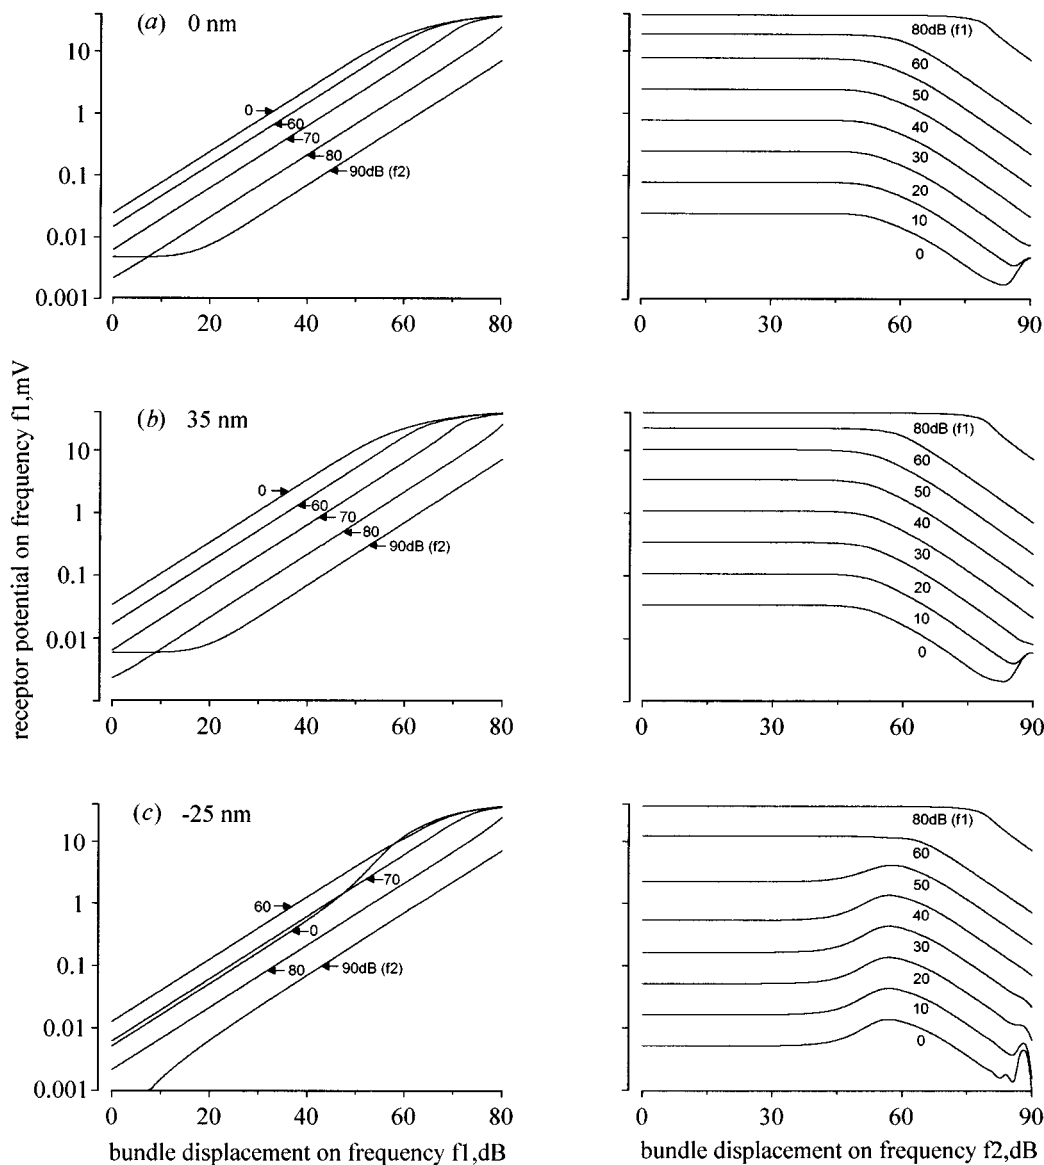 (a) 0 nm
10
1
0.1
0.01
0.001
0
60
70
80
90dB (f2)
0 20 40 60 80
80dB (f1)
60
50
40
30
20
10
0
0 30 60 90
receptor potential on frequency f1,mV
(b) 35 nm
10
1
0.1
0.01
0
60
70
80
90dB (f2)
0 20 40 60 80
80dB (f1)
60
50
40
30
20
10
0
0 30 60 90
(c) -25 nm
10
1
0.1
0.01
0.001
60
70
0
80
90dB (f2)
0 20 40 60 80
bundle displacement on frequency f1,dB
80dB (f1)
60
50
40
30
20
10
0
0 30 60 90
bundle displacement on frequency f2,dB